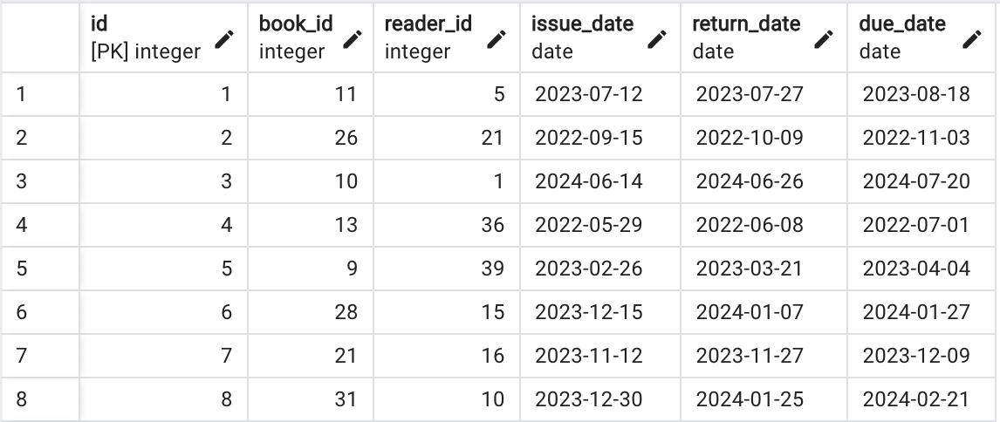 id book_id reader_id issue_date return_date due_date
[PK] integer integer integer date date date
1 1 11 5 2023-07-12 2023-07-27 2023-08-18
2 2 26 21 2022-09-15 2022-10-09 2022-11-03
3 3 10 1 2024-06-14 2024-06-26 2024-07-20
4 4 13 36 2022-05-29 2022-06-08 2022-07-01
5 5 9 39 2023-02-26 2023-03-21 2023-04-04
6 6 28 15 2023-12-15 2024-01-07 2024-01-27
7 7 21 16 2023-11-12 2023-11-27 2023-12-09
8 8 31 10 2023-12-30 2024-01-25 2024-02-21